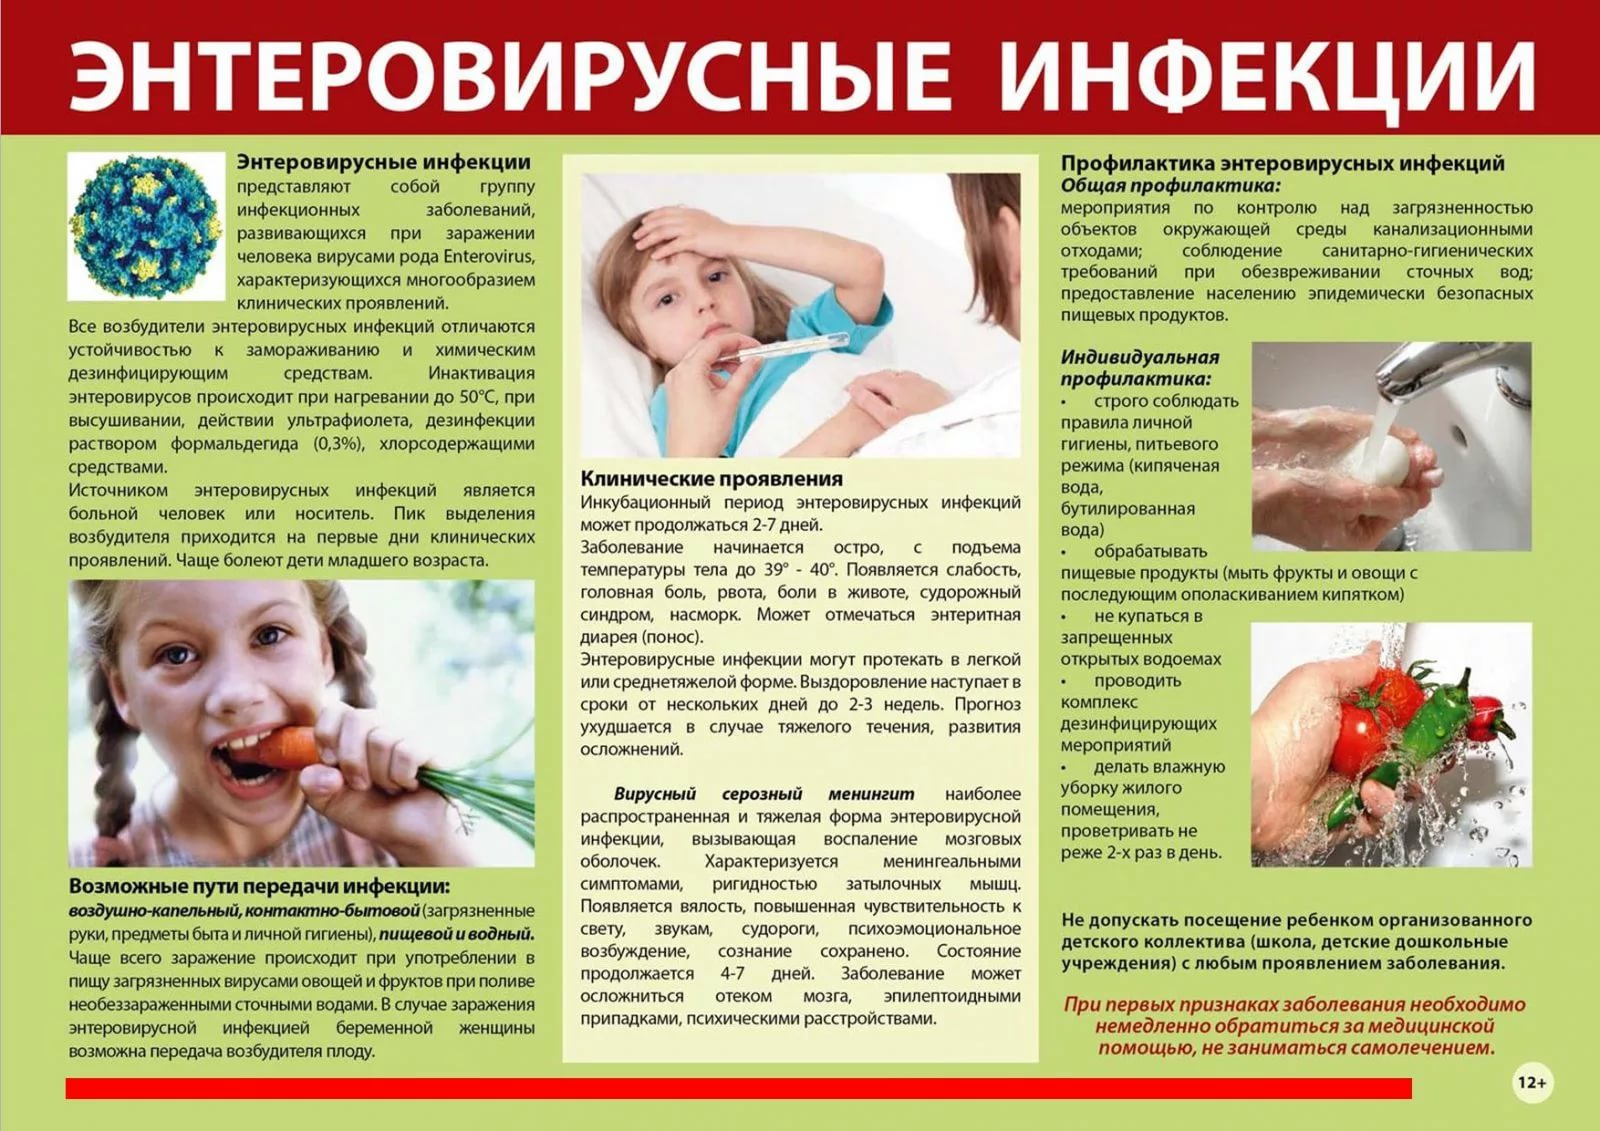 ЭНТЕРОВИРУСНЫЕ ИНФЕКЦИИ
Энтеровирусные инфекции
представляют собой группу
инфекционных заболеваний,
развивающихся при заражении
человека вирусами рода Enterovirus,
характеризующихся многообразием
клинических проявлений.
Все возбудители энтеровирусных инфекций отличаются
устойчивостью к замораживанию и химическим
дезинфицирующим средствам. Инактивация
энтеровирусов происходит при нагревании до 50°С, при
высушивании, действии ультрафиолета, дезинфекции
раствором формальдегида (0,3%), хлорсодержащими
средствами.
Источником энтеровирусных инфекций является
больной человек или носитель. Пик выделения
возбудителя приходится на первые дни клинических
проявлений. Чаще болеют дети младшего возраста.
Возможные пути передачи инфекции:
воздушно-капельный, контактно-бытовой (загрязненные
руки, предметы быта и личной гигиены), пищевой и водный.
Чаще всего заражение происходит при употреблении в
пищу загрязненных вирусами овощей и фруктов при поливе
необеззараженными сточными водами. В случае заражения
энтеровирусной инфекцией беременной женщины
возможна передача возбудителя плоду.
Клинические проявления
Инкубационный период энтеровирусных инфекций
может продолжаться 2-7 дней.
Заболевание начинается остро, с подъема
температуры тела до 39° - 40°. Появляется слабость,
головная боль, рвота, боли в животе, судорожный
синдром, насморк. Может отмечаться энтеритная
диарея (понос).
Энтеровирусные инфекции могут протекать в легкой
или среднетяжелой форме. Выздоровление наступает в
сроки от нескольких дней до 2-3 недель. Прогноз
ухудшается в случае тяжелого течения, развития
осложнений.
Вирусный серозный менингит наиболее
распространенная и тяжелая форма энтеровирусной
инфекции, вызывающая воспаление мозговых
оболочек. Характеризуется менингеальными
симптомами, ригидностью затылочных мышц.
Появляется вялость, повышенная чувствительность к
свету, звукам, судороги, психоэмоциональное
возбуждение, сознание сохранено. Состояние
продолжается 4-7 дней. Заболевание может
осложниться отеком мозга, эпилептоидными
припадками, психическими расстройствами.
Профилактика энтеровирусных инфекций
Общая профилактика:
мероприятия по контролю над загрязненностью
объектов окружающей среды канализационными
отходами; соблюдение санитарно-гигиенических
требований при обезвреживании сточных вод;
предоставление населению эпидемически безопасных
пищевых продуктов.
Индивидуальная
профилактика:
• строго соблюдать
правила личной
гигиены, питьевого
режима (кипяченая
вода,
бутилированная
вода)
• обрабатывать
пищевые продукты (мыть фрукты и овощи с
последующим ополаскиванием кипятком)
• не купаться в
запрещенных
открытых водоемах
• проводить
комплекс
дезинфицирующих
мероприятий
• делать влажную
уборку жилого
помещения,
проветривать не
реже 2-х раз в день.
Не допускать посещение ребенком организованного
детского коллектива (школа, детские дошкольные
учреждения) с любым проявлением заболевания.
При первых признаках заболевания необходимо
немедленно обратиться за медицинской
помощью, не заниматься самолечением.
12+